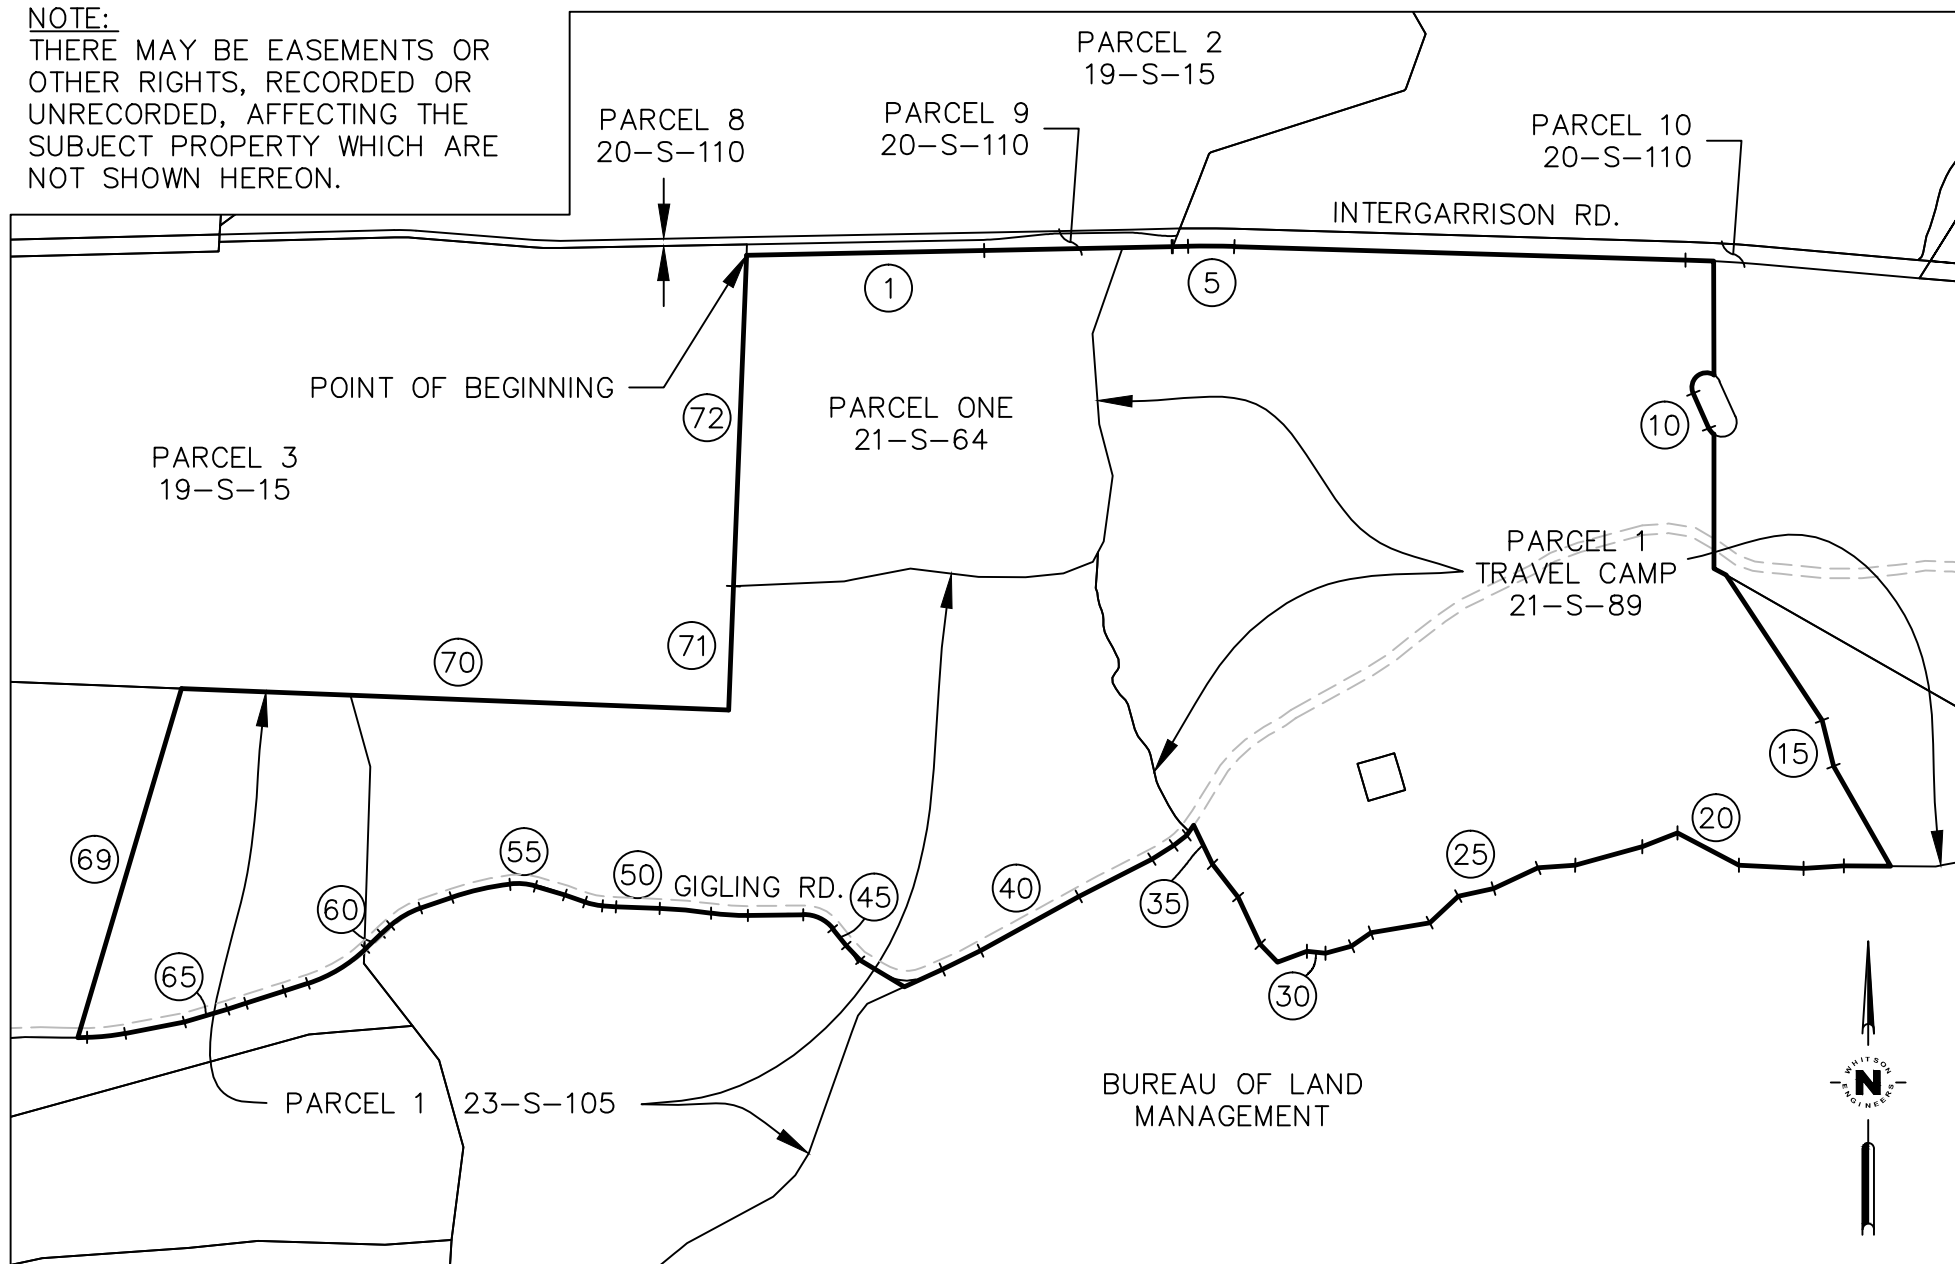 NOTE:
THERE MAY BE EASEMENTS OR
OTHER RIGHTS, RECORDED OR
UNRECORDED, AFFECTING THE
SUBJECT PROPERTY WHICH ARE
NOT SHOWN HEREON.
PARCEL 2
19-S-15
PARCEL 8
20-S-110
PARCEL 9
20-S-110
PARCEL 10
20-S-110
INTERGARRISON RD.
1
5
POINT OF BEGINNING
72
PARCEL ONE
21-S-64
10
PARCEL 3
19-S-15
PARCEL 1
TRAVEL CAMP
21-S-89
71
70
15
20
69
55
50
GIGLING RD.
45
40
35
25
60
65
30
PARCEL 1 23-S-105
BUREAU OF LAND
MANAGEMENT
WHITSON
N
ENGINEERS